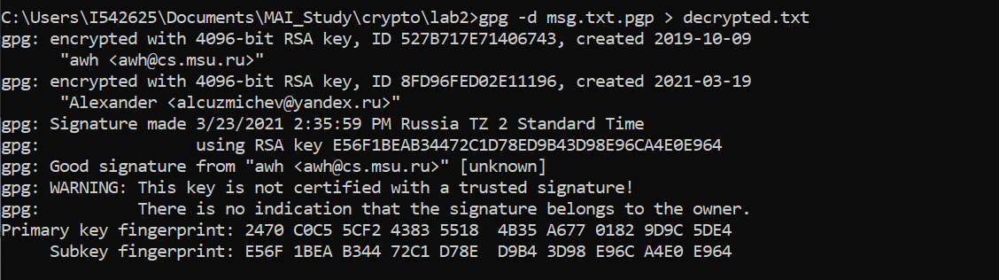 C:\Users\I542625\Documents\MAI_Study\crypto\lab2>gpg -d msg.txt.pgp > decrypted.txt
gpg: encrypted with 4096-bit RSA key, ID 527B717E71406743, created 2019-10-09
      "awh <awh@cs.msu.ru>"
gpg: encrypted with 4096-bit RSA key, ID 8FD96FED02E11196, created 2021-03-19
      "Alexander <alcuzmichev@yandex.ru>"
gpg: Signature made 3/23/2021 2:35:59 PM Russia TZ 2 Standard Time
gpg:                using RSA key E56F1BEAB34472C1D78ED9B43D98E96CA4E0E964
gpg: Good signature from "awh <awh@cs.msu.ru>" [unknown]
gpg: WARNING: This key is not certified with a trusted signature!
gpg:          There is no indication that the signature belongs to the owner.
Primary key fingerprint: 2470 C0C5 5CF2 4383 5518  4B35 A677 0182 9D9C 5DE4
     Subkey fingerprint: E56F 1BEA B344 72C1 D78E  D9B4 3D98 E96C A4E0 E964